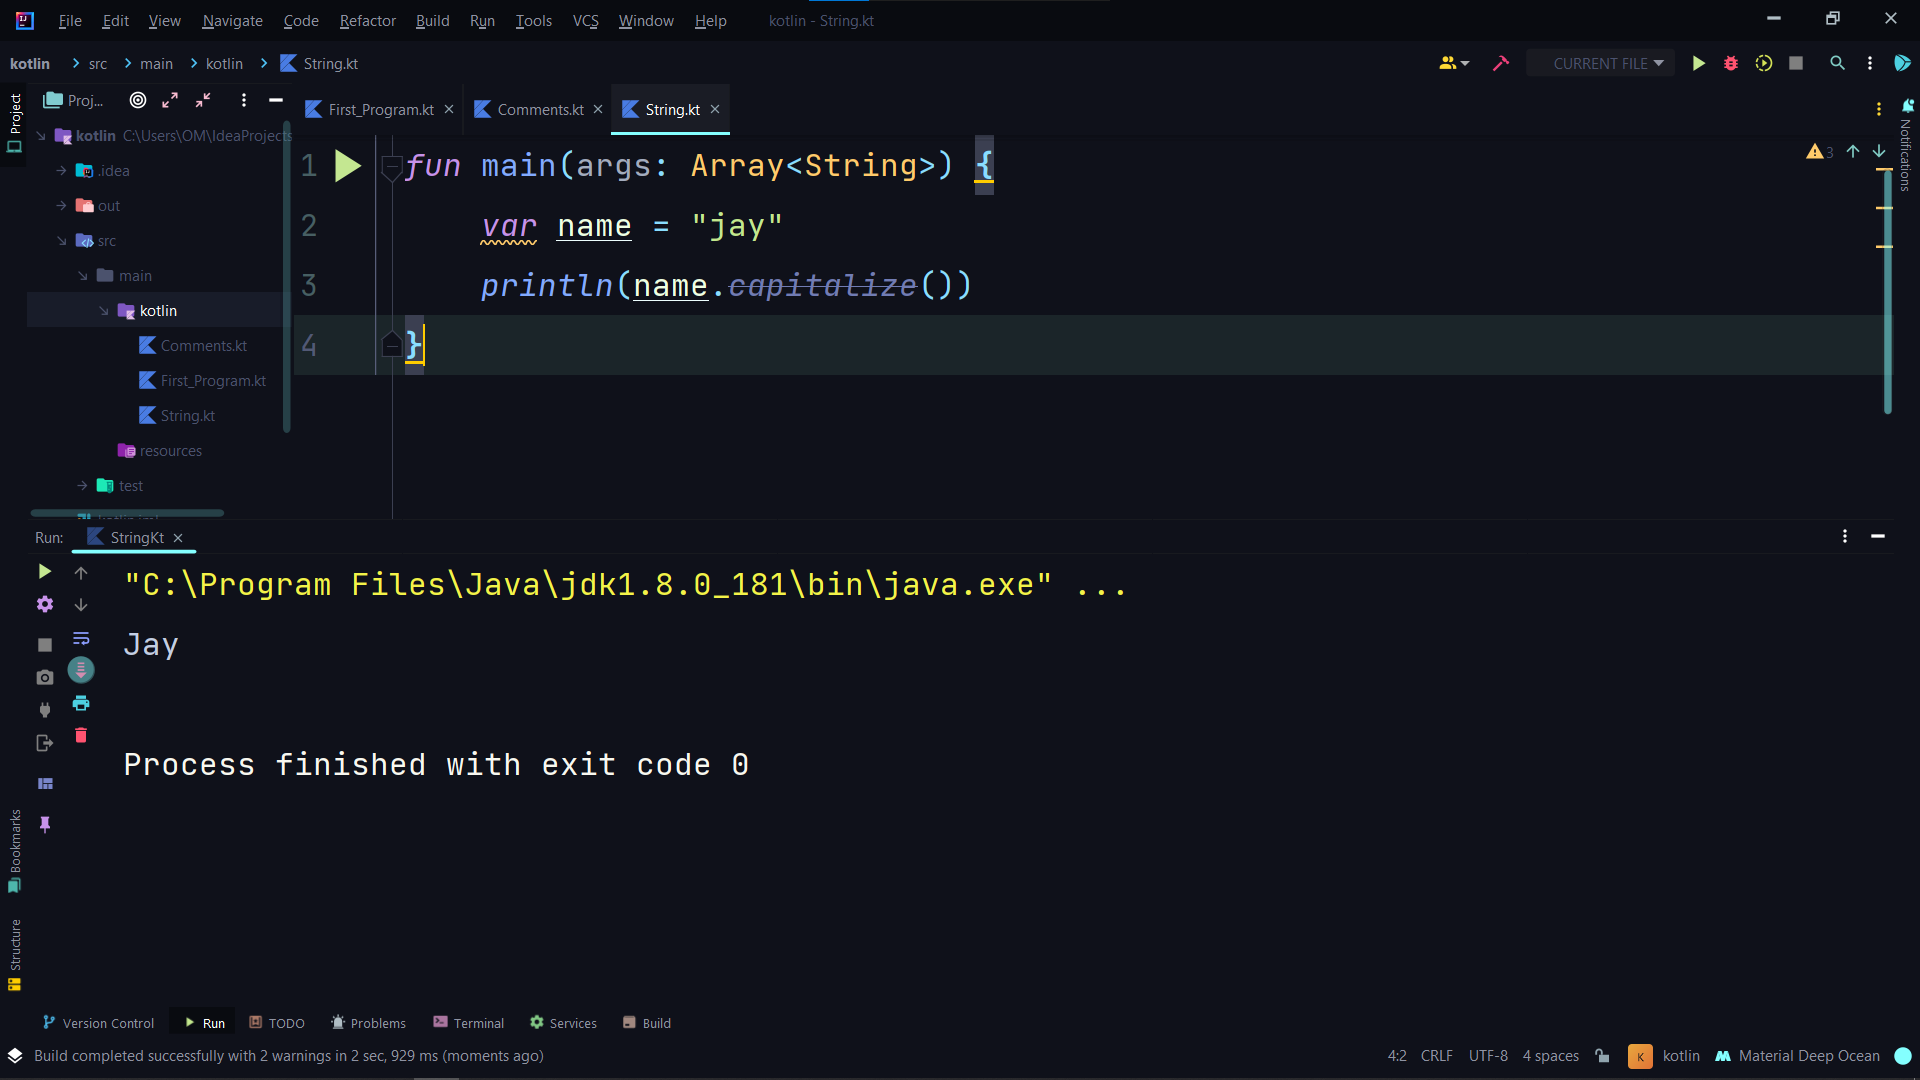 File Edit View Navigate Code Refactor Build Run Tools VCS Window Help kotlin - String.kt
kotlin src main kotlin String.kt
CURRENT FILE
Project
Proj...
First_Program.kt Comments.kt String.kt
Notifications
kotlin C:\Users\OM\IdeaProjects
.idea
out
src
main
kotlin
Comments.kt
First_Program.kt
String.kt
resources
test
1 fun main(args: Array<String>) {
2 var name = "jay"
3 println(name.capitalize())
4 }
3
Run: StringKt
"C:\Program Files\Java\jdk1.8.0_181\bin\java.exe" ...
Jay
Process finished with exit code 0
Bookmarks
Structure
Version Control Run TODO Problems Terminal Services Build
Build completed successfully with 2 warnings in 2 sec, 929 ms (moments ago)
4:2 CRLF UTF-8 4 spaces K kotlin Material Deep Ocean